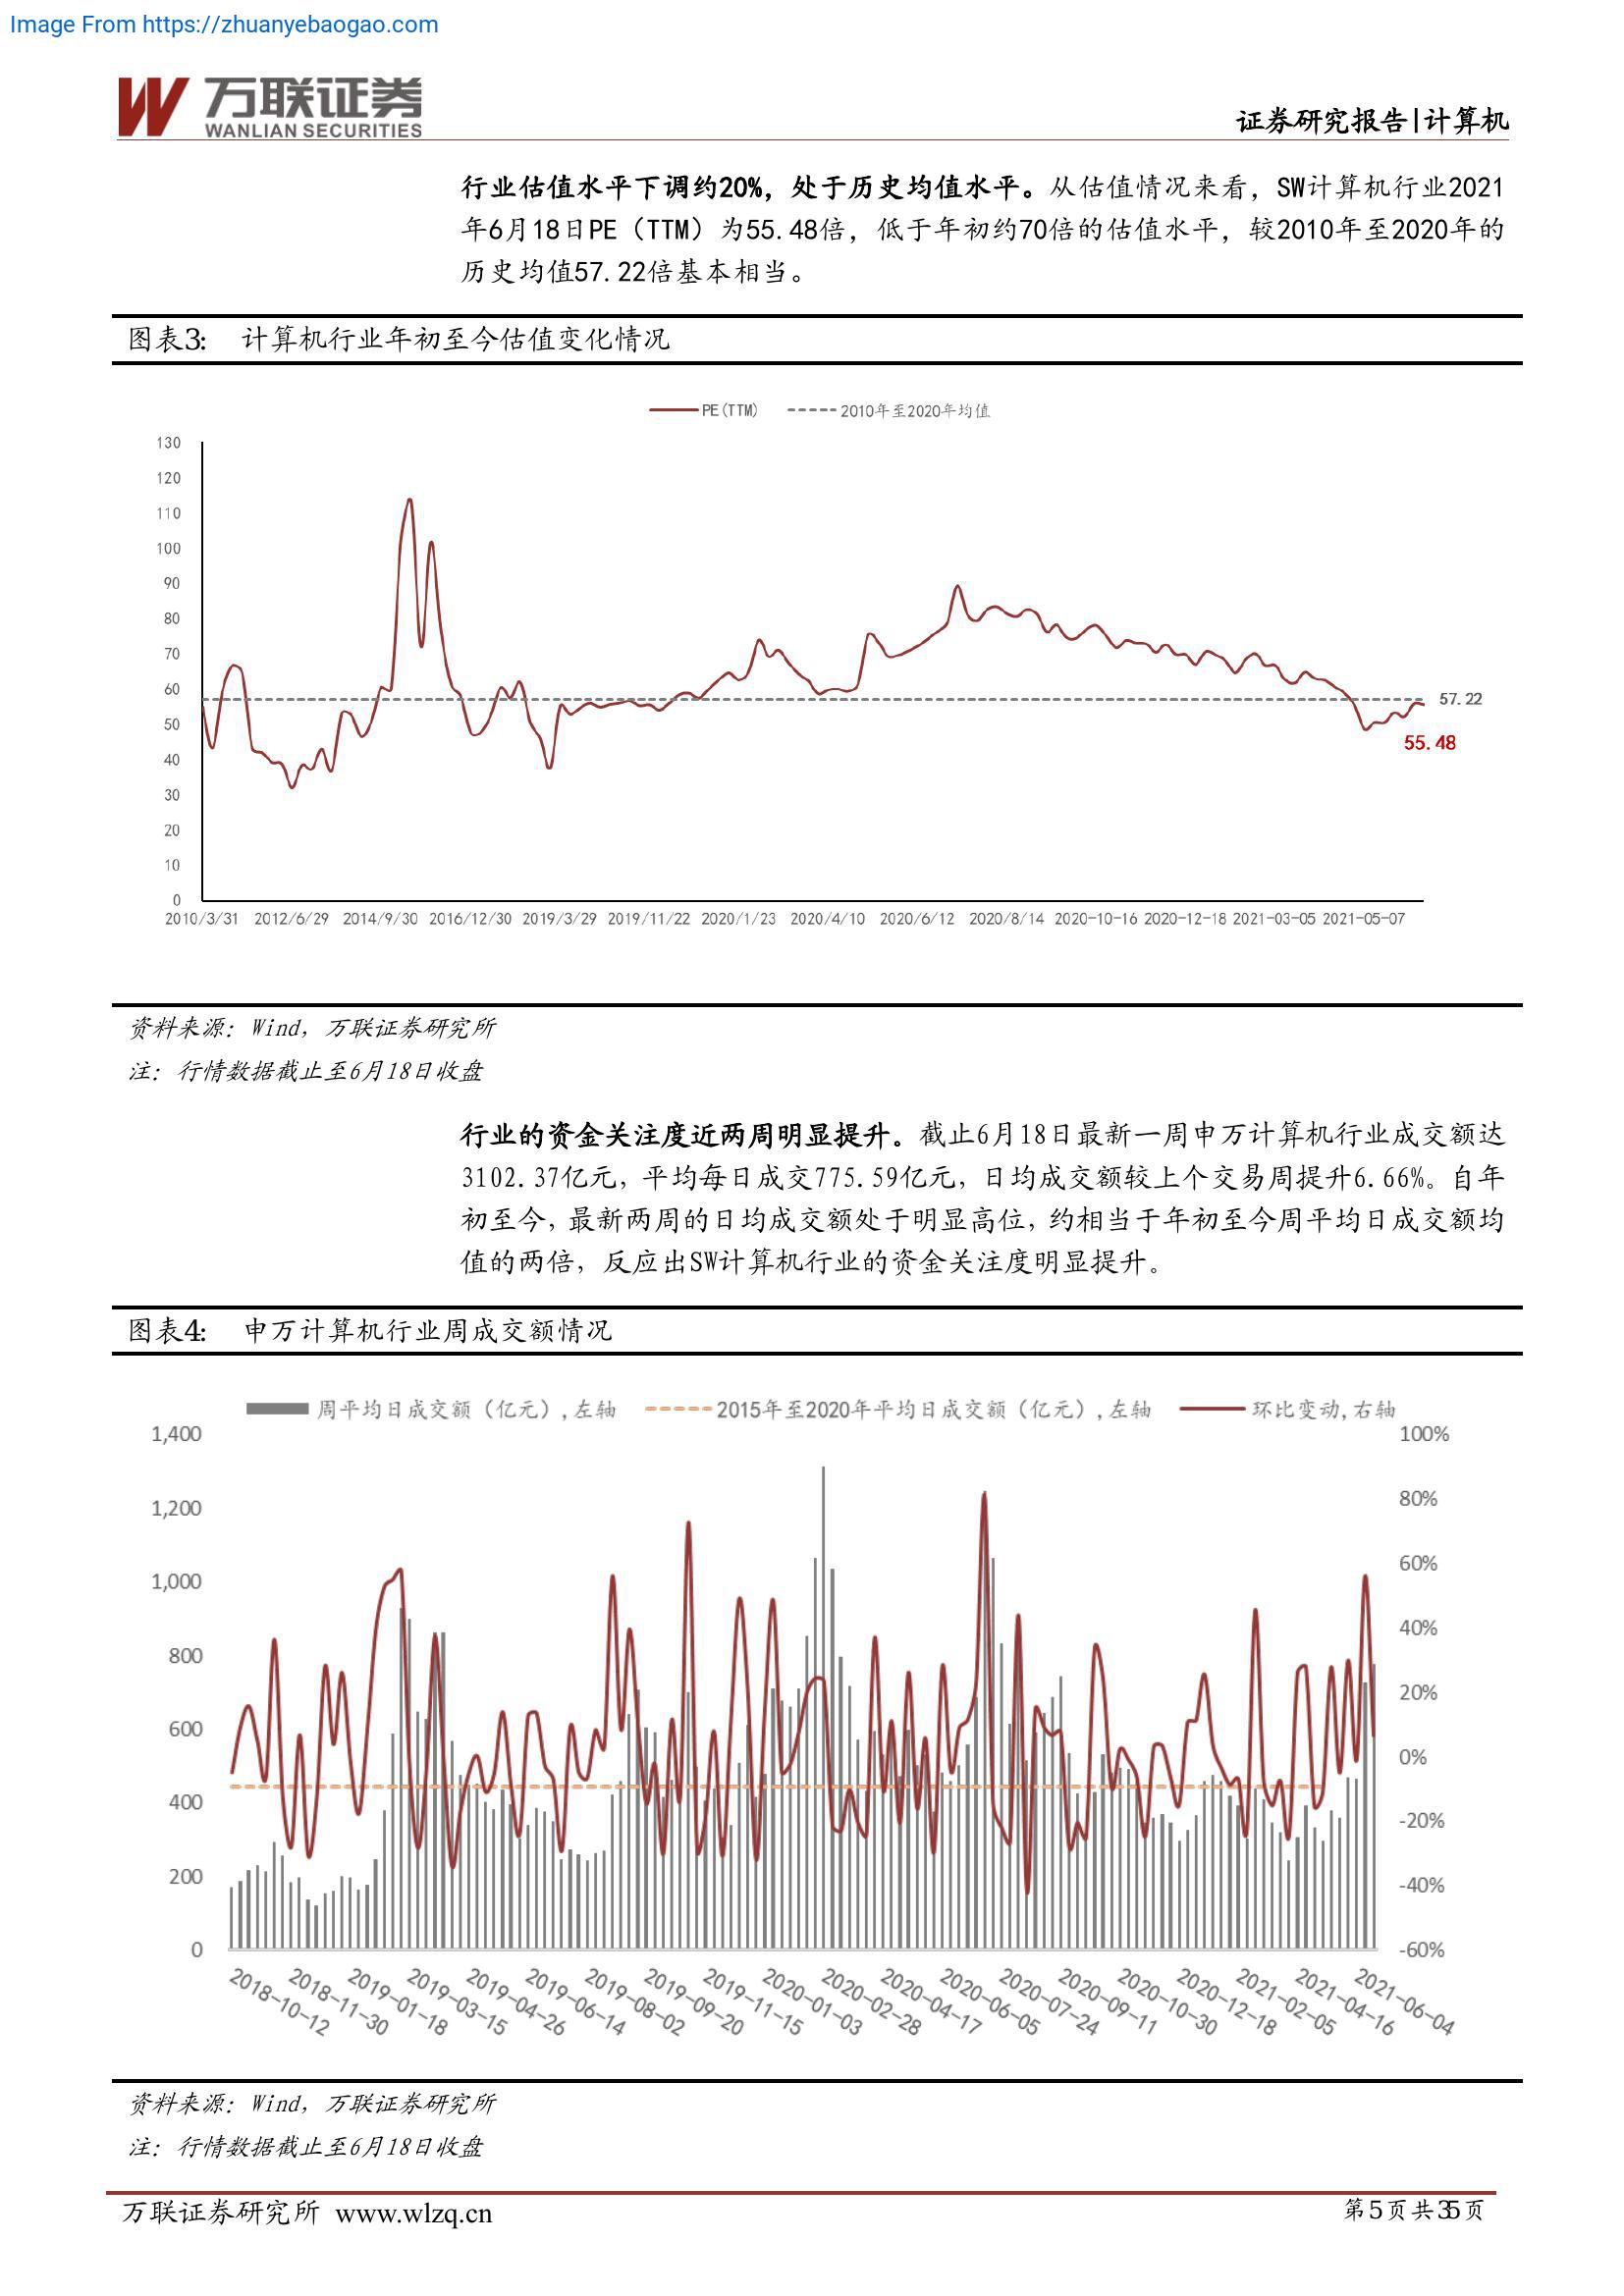 Image From https://zhuanyebaogao.com
万联证券
WANLIAN SECURITIES
证券研究报告|计算机
行业估值水平下调约20%，处于历史均值水平。从估值情况来看，SW计算机行业2021
年6月18日PE（TTM）为55.48倍，低于年初约70倍的估值水平，较2010年至2020年的
历史均值57.22倍基本相当。
图表3: 计算机行业年初至今估值变化情况
PE(TTM) 2010年至2020年均值
130
120
110
100
90
80
70
60
50
40
30
20
10
0
57.22
55.48
2010/3/31 2012/6/29 2014/9/30 2016/12/30 2019/3/29 2019/11/22 2020/1/23 2020/4/10 2020/6/12 2020/8/14 2020-10-16 2020-12-18 2021-03-05 2021-05-07
资料来源：Wind，万联证券研究所
注：行情数据截止至6月18日收盘
行业的资金关注度近两周明显提升。截止6月18日最新一周申万计算机行业成交额达
3102.37亿元，平均每日成交775.59亿元，日均成交额较上个交易周提升6.66%。自年
初至今，最新两周的日均成交额处于明显高位，约相当于年初至今周平均日成交额均
值的两倍，反应出SW计算机行业的资金关注度明显提升。
图表4: 申万计算机行业周成交额情况
周平均日成交额（亿元）,左轴 2015年至2020年平均日成交额（亿元）,左轴 环比变动,右轴
1,400
1,200
1,000
800
600
400
200
0
100%
80%
60%
40%
20%
0%
-20%
-40%
-60%
2018-10-12 2018-11-30 2019-01-18 2019-03-15 2019-04-26 2019-06-14 2019-08-02 2019-09-20 2019-11-15 2020-01-03 2020-02-28 2020-04-17 2020-06-05 2020-07-24 2020-09-11 2020-10-30 2020-12-18 2021-02-05 2021-04-16 2021-06-04
资料来源：Wind，万联证券研究所
注：行情数据截止至6月18日收盘
万联证券研究所 www.wlzq.cn
第5页共35页